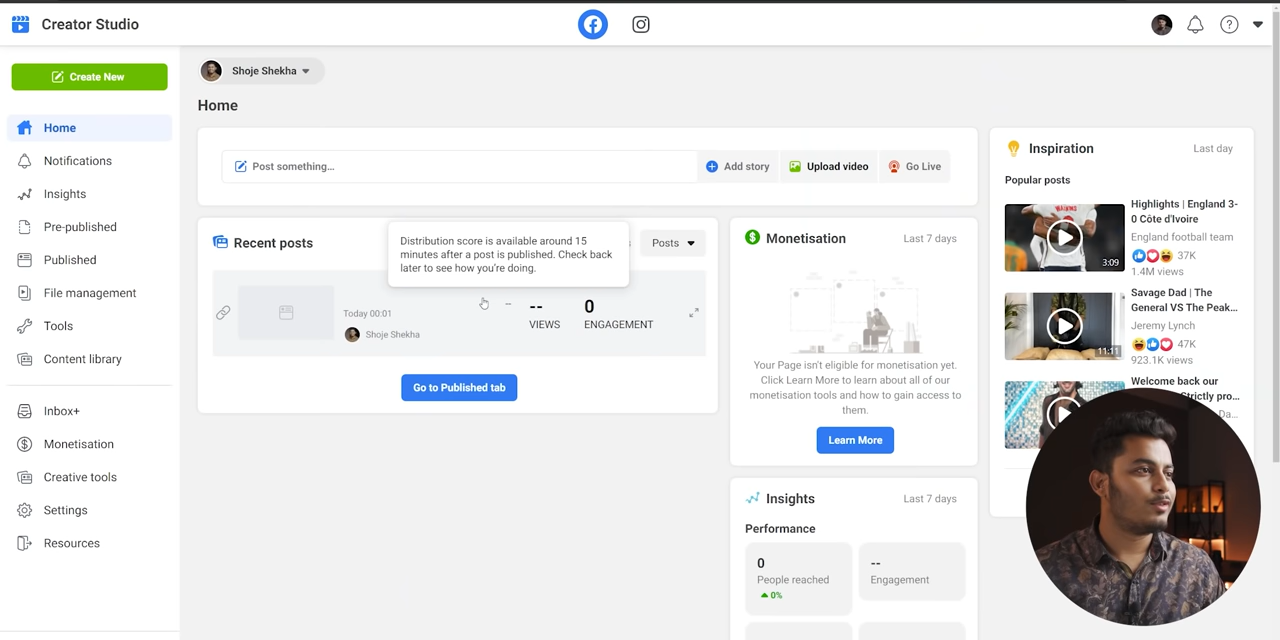 Creator Studio
Create New
Home
Notifications
Insights
Pre-published
Published
File management
Tools
Content library
Inbox+
Monetisation
Creative tools
Settings
Resources
Shoje Shekha
Home
Post something...
Add story
Upload video
Go Live
Recent posts
Posts
Distribution score is available around 15
minutes after a post is published. Check back
later to see how you're doing.
Today 00:01
Shoje Shekha
--
VIEWS
0
ENGAGEMENT
Go to Published tab
Monetisation
Last 7 days
Your Page isn't eligible for monetisation yet.
Click Learn More to learn about all of our
monetisation tools and how to gain access to
them.
Learn More
Insights
Last 7 days
Performance
0
People reached
0%
--
Engagement
Inspiration
Last day
Popular posts
3:09
Highlights | England 3-
0 Côte d'Ivoire
England football team
37K
1.4M views
11:11
Savage Dad | The
General VS The Peak...
Jeremy Lynch
47K
923.1K views
Welcome back our
Strictly pro...
Da...